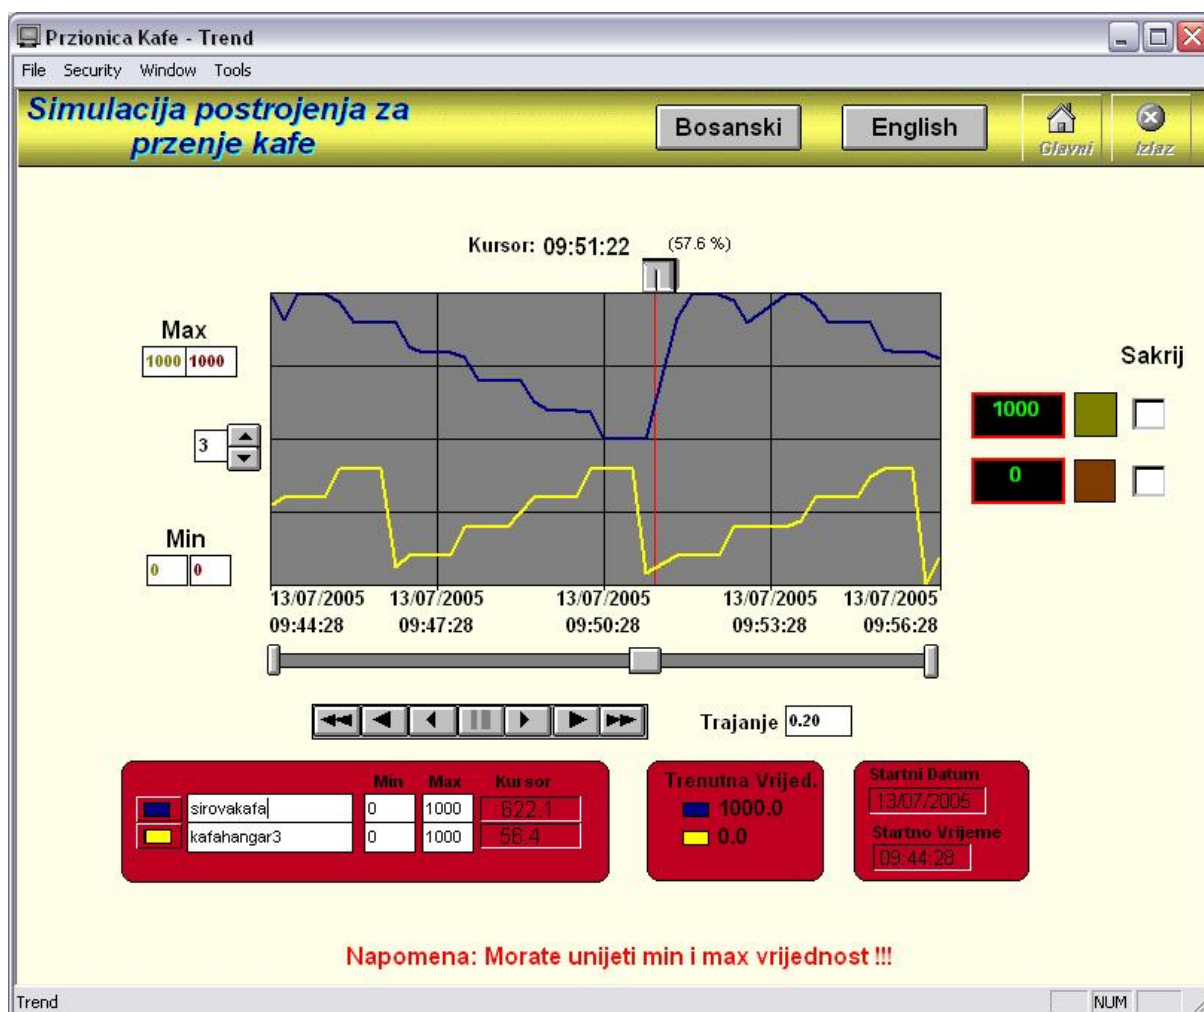 Przionica Kafe - Trend
File Security Window Tools
Simulacija postrojenja za
przenje kafe
Bosanski
English
Glavni
Izlaz
Kursor: 09:51:22 (57.6 %)
Max
1000 1000
3
Min
0 0
Sakrij
1000
0
13/07/2005 13/07/2005 13/07/2005 13/07/2005 13/07/2005
09:44:28 09:47:28 09:50:28 09:53:28 09:56:28
Trajanje 0.20
Min Max Kursor
sirovakafa 0 1000 622.1
kafahangar3 0 1000 56.4
Trenutna Vrijed.
1000.0
0.0
Startni Datum
13/07/2005
Startno Vrijeme
09:44:28
Napomena: Morate unijeti min i max vrijednost !!!
Trend
NUM